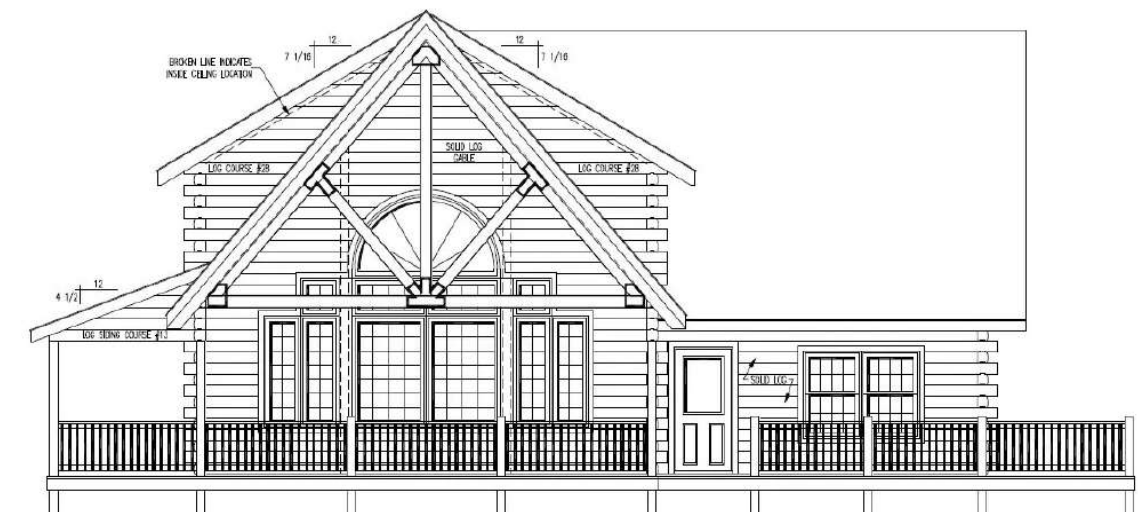 12
7 1/16
12
7 1/16
BROKEN LINE INDICATES
INSIDE CEILING LOCATION
SOLID LOG
GABLE
LOG COURSE #28
LOG COURSE #28
12
4 1/2
LOG SIDING COURSE #13
SOLID LOG